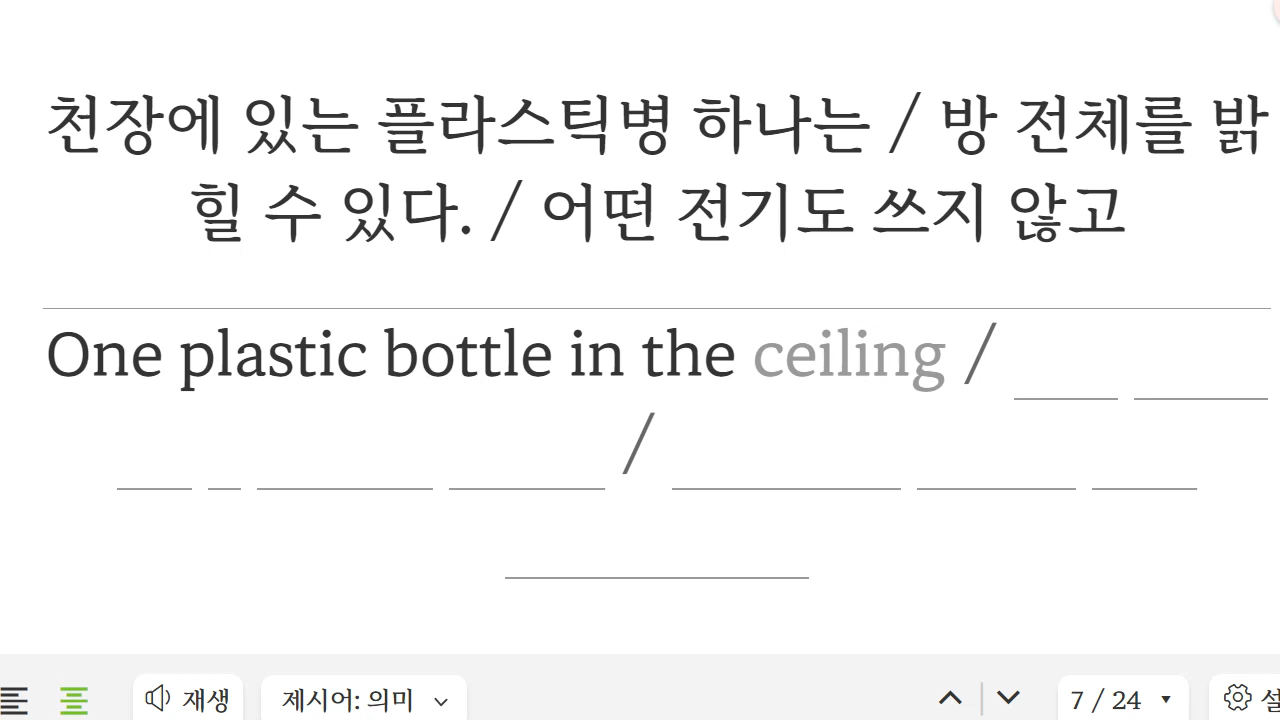 천장에 있는 플라스틱병 하나는 / 방 전체를 밝
힐 수 있다. / 어떤 전기도 쓰지 않고
One plastic bottle in the ceiling /
/
재생 제시어: 의미 7 / 24 설